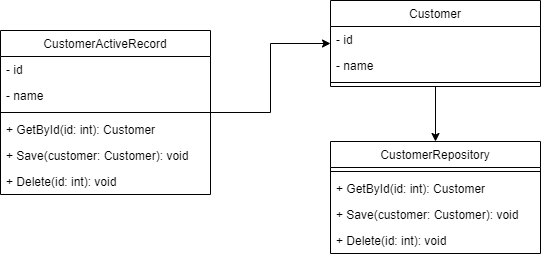 CustomerActiveRecord
- id
- name
+ GetById(id: int): Customer
+ Save(customer: Customer): void
+ Delete(id: int): void
Customer
- id
- name
CustomerRepository
+ GetById(id: int): Customer
+ Save(customer: Customer): void
+ Delete(id: int): void